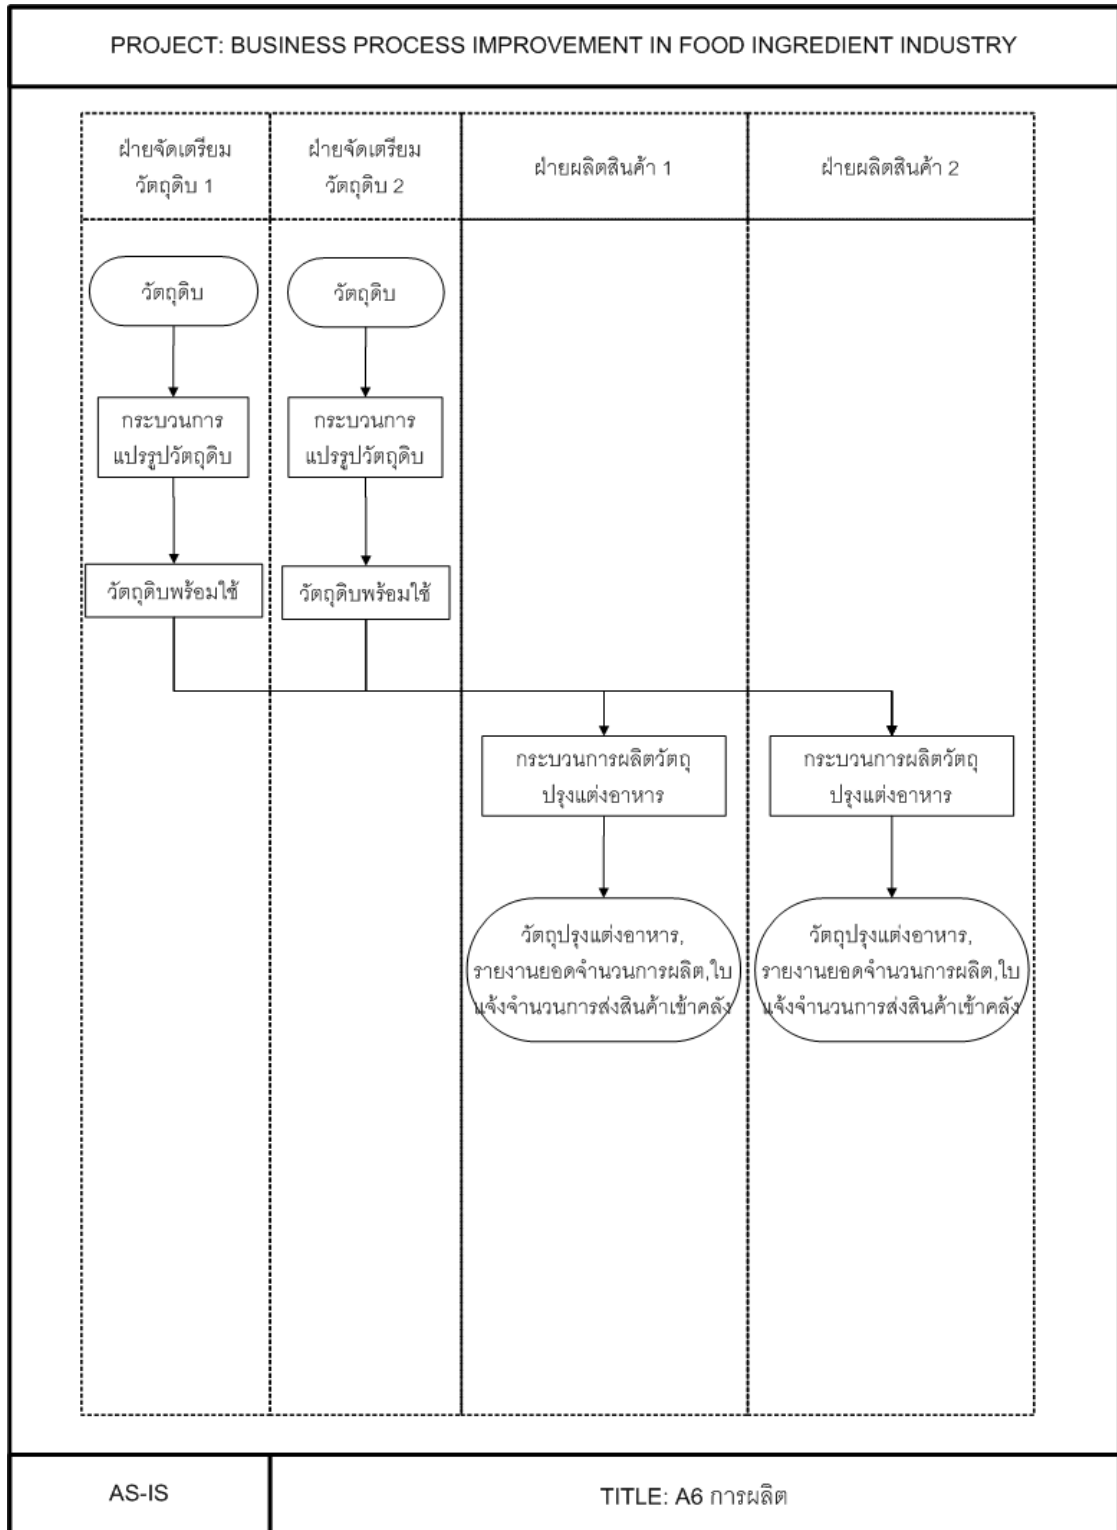 PROJECT: BUSINESS PROCESS IMPROVEMENT IN FOOD INGREDIENT INDUSTRY
ฝ่ายจัดเตรียม
วัตถุดิบ 1
ฝ่ายจัดเตรียม
วัตถุดิบ 2
ฝ่ายผลิตสินค้า 1
ฝ่ายผลิตสินค้า 2
วัตถุดิบ
วัตถุดิบ
กระบวนการ
แปรรูปวัตถุดิบ
กระบวนการ
แปรรูปวัตถุดิบ
วัตถุดิบพร้อมใช้
วัตถุดิบพร้อมใช้
กระบวนการผลิตวัตถุ
ปรุงแต่งอาหาร
กระบวนการผลิตวัตถุ
ปรุงแต่งอาหาร
วัตถุปรุงแต่งอาหาร,
รายงานยอดจำนวนการผลิต,ใบ
แจ้งจำนวนการส่งสินค้าเข้าคลัง
วัตถุปรุงแต่งอาหาร,
รายงานยอดจำนวนการผลิต,ใบ
แจ้งจำนวนการส่งสินค้าเข้าคลัง
AS-IS
TITLE: A6 การผลิต